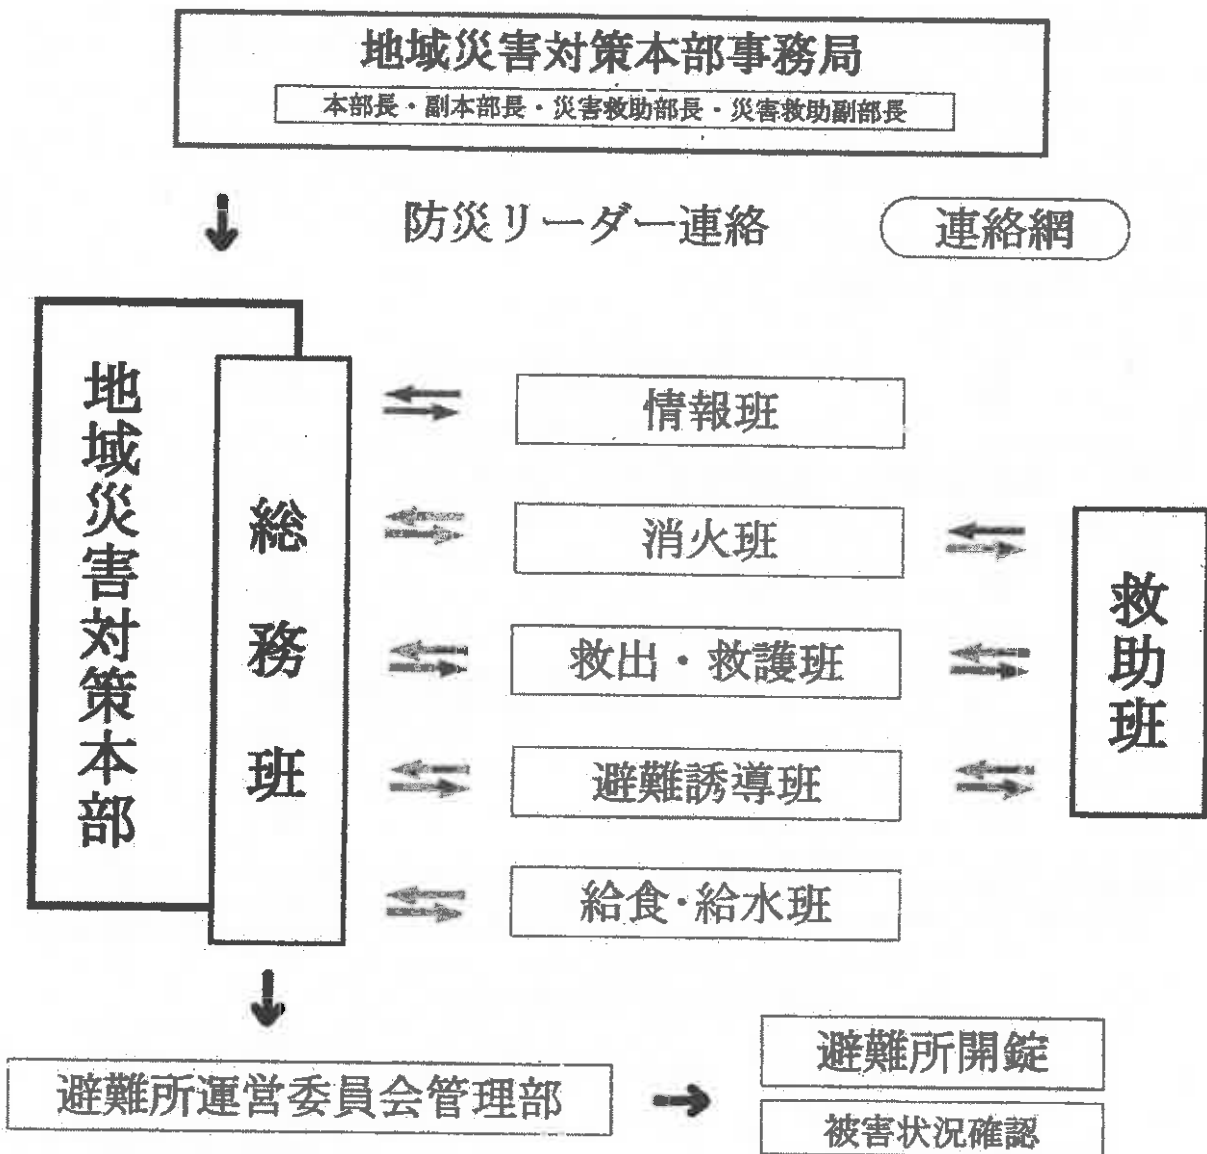 地域災害対策本部事務局
本部長・副本部長・災害救助部長・災害救助副部長
防災リーダー連絡
連絡網
地域災害対策本部
総務班
情報班
消火班
救出・救護班
避難誘導班
給食・給水班
救助班
避難所運営委員会管理部
避難所開錠
被害状況確認